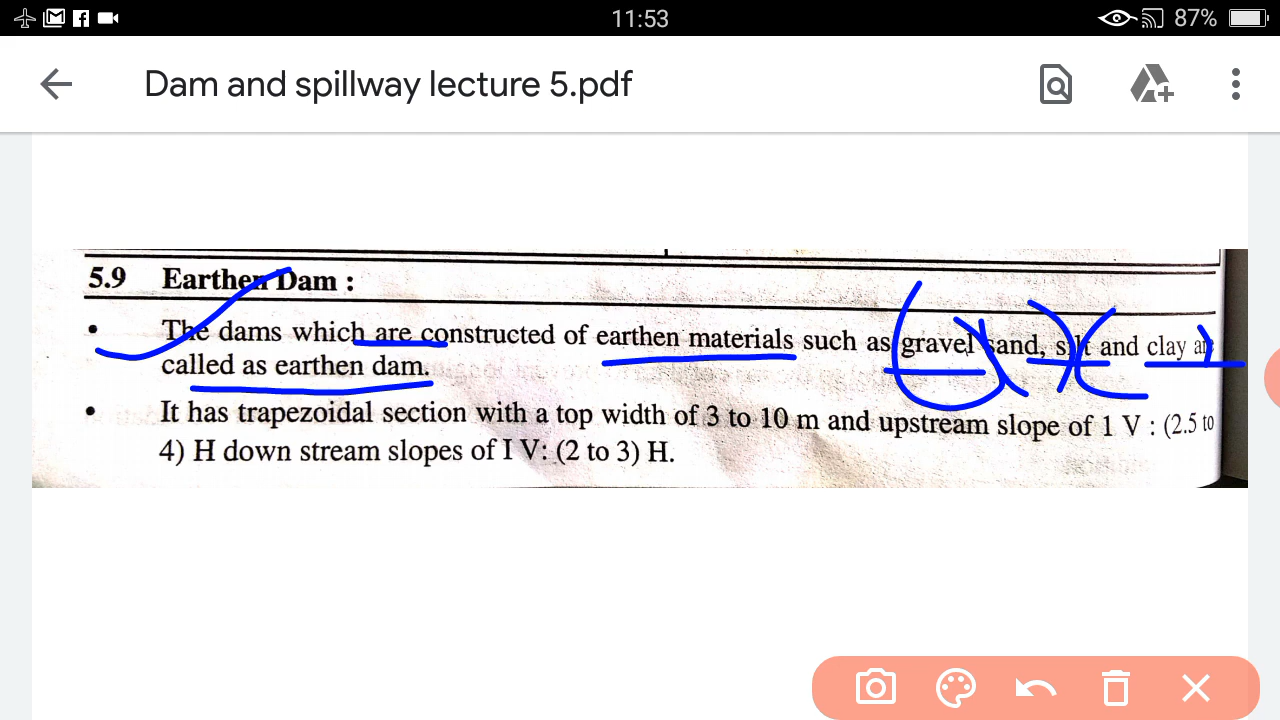 11:53
87%
Dam and spillway lecture 5.pdf
5.9 Earthen Dam :
• The dams which are constructed of earthen materials such as gravel sand, silt and clay are
called as earthen dam.
• It has trapezoidal section with a top width of 3 to 10 m and upstream slope of 1 V : (2.5 to
4) H down stream slopes of I V: (2 to 3) H.